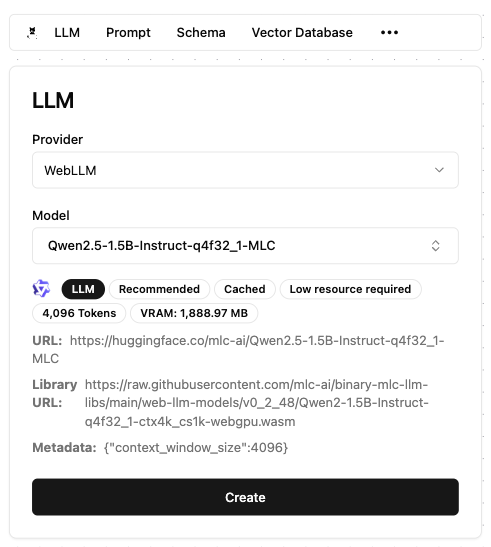 LLM Prompt Schema Vector Database •••
LLM
Provider
WebLLM
Model
Qwen2.5-1.5B-Instruct-q4f32_1-MLC
LLM Recommended Cached Low resource required
4,096 Tokens VRAM: 1,888.97 MB
URL: https://huggingface.co/mlc-ai/Qwen2.5-1.5B-Instruct-q4f32_1-
MLC
Library https://raw.githubusercontent.com/mlc-ai/binary-mlc-llm-
URL: libs/main/web-llm-models/v0_2_48/Qwen2-1.5B-Instruct-
q4f32_1-ctx4k_cs1k-webgpu.wasm
Metadata: {"context_window_size":4096}
Create